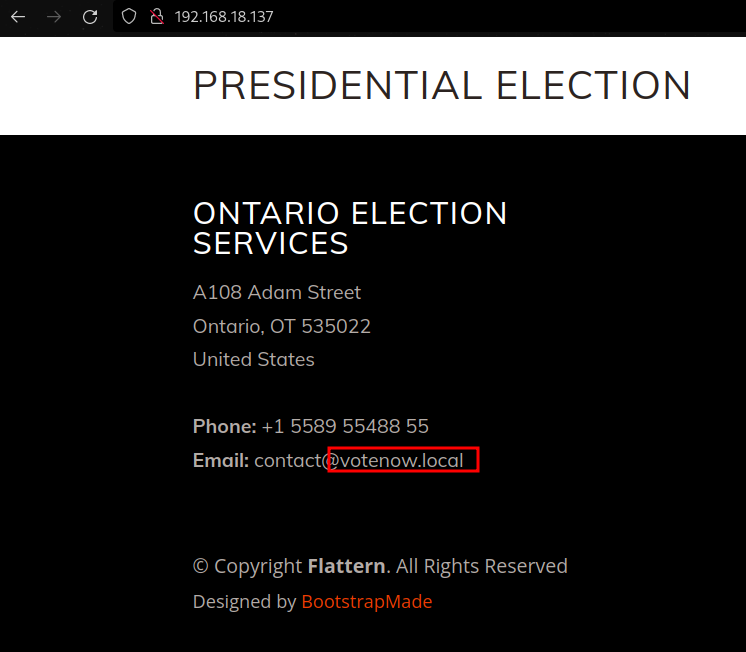 192.168.18.137
PRESIDENTIAL ELECTION
ONTARIO ELECTION
SERVICES
A108 Adam Street
Ontario, OT 535022
United States
Phone: +1 5589 55488 55
Email: contact@votenow.local
© Copyright Flattern. All Rights Reserved
Designed by BootstrapMade